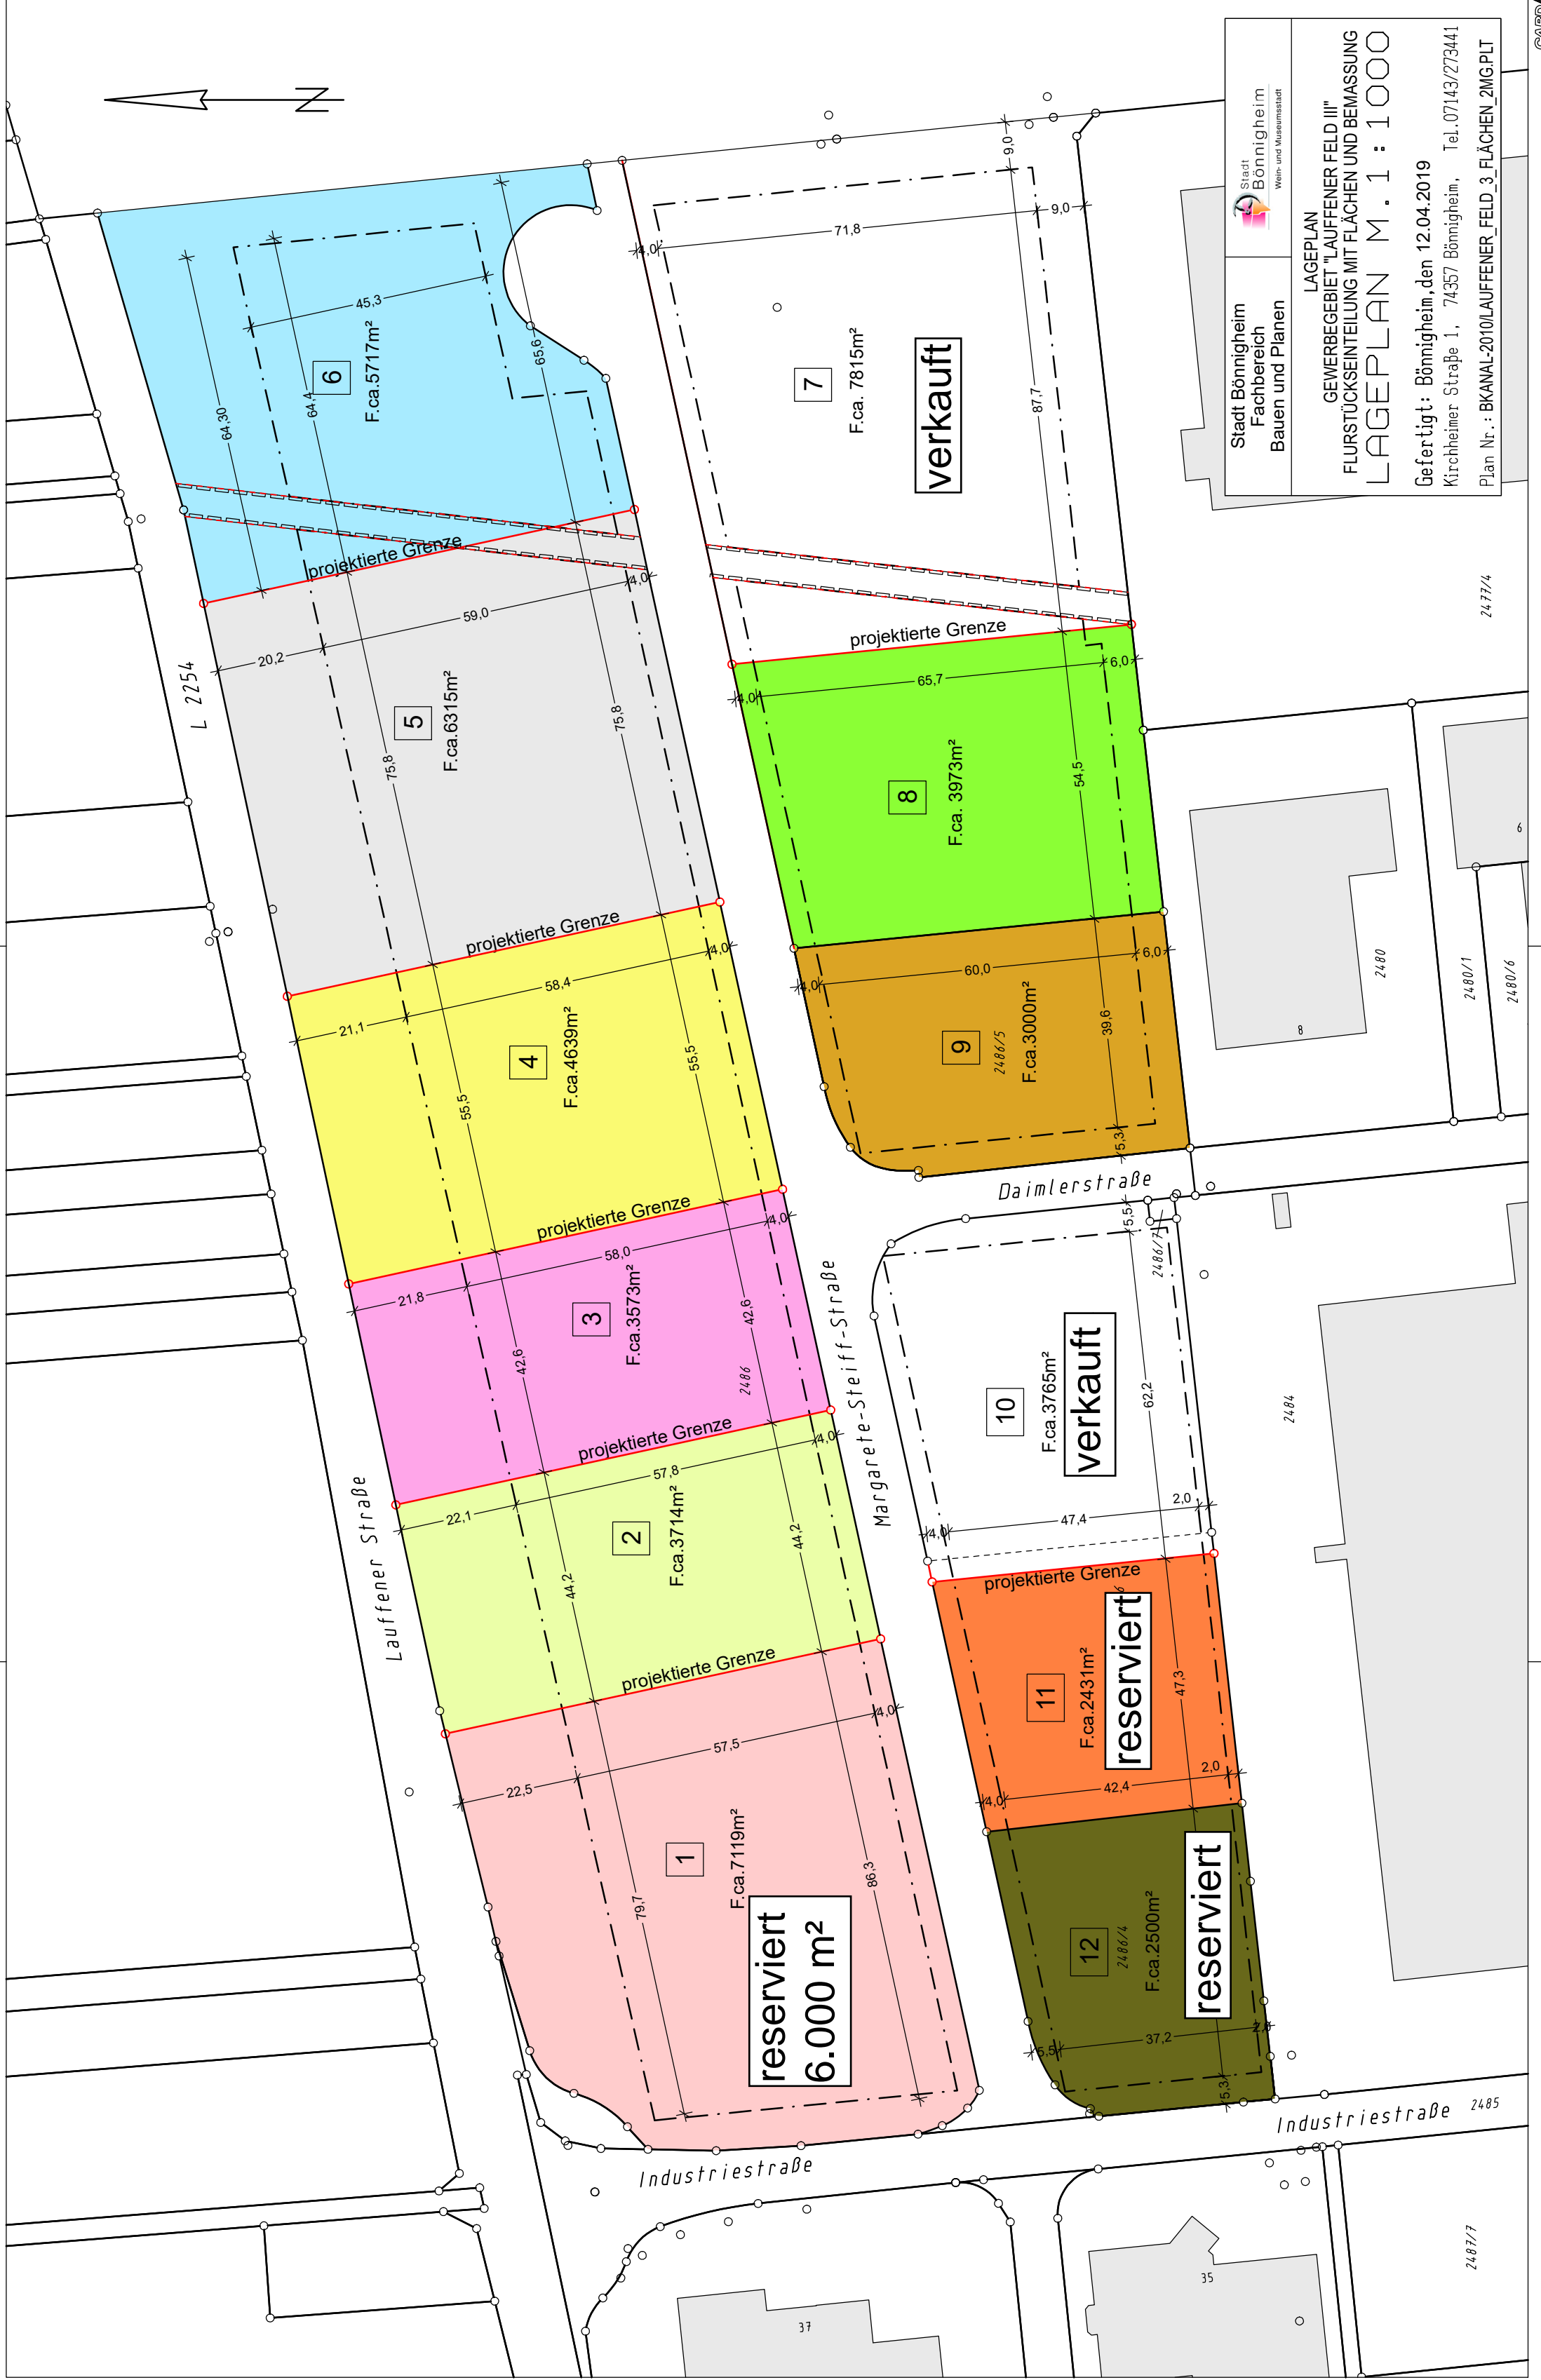 L 2254
Lauffener Straße
Margarete-Steiff-Straße
Daimlerstraße
Industriestraße
Industriestraße
2485
1
F.ca.7119m²
reserviert
6.000 m²
22,5
57,5
4,0
79,7
86,3
projektierte Grenze
2
F.ca.3714m²
22,1
57,8
4,0
44,2
44,2
projektierte Grenze
3
F.ca.3573m²
2486
21,8
58,0
4,0
42,6
42,6
projektierte Grenze
4
F.ca.4639m²
21,1
58,4
4,0
55,5
55,5
projektierte Grenze
5
F.ca.6315m²
20,2
59,0
4,0
75,8
75,8
projektierte Grenze
6
F.ca.5717m²
64,30
64,4
45,3
65,6
7
F.ca. 7815m²
verkauft
4,0
71,8
9,0
9,0
87,7
projektierte Grenze
8
F.ca. 3973m²
4,0
65,7
6,0
54,5
9
2486/5
F.ca.3000m²
4,0
60,0
6,0
39,6
5,3
10
F.ca.3765m²
verkauft
5,5
2486/7
62,2
4,0
47,4
2,0
projektierte Grenze
11
F.ca.2431m²
reserviert
6
47,3
4,0
42,4
2,0
12
2486/4
F.ca.2500m²
reserviert
5,5
37,2
5,3
2477/4
2480
2480/1
2480/6
2484
2487/7
8
6
35
37
N
Stadt Bönnigheim
Fachbereich
Bauen und Planen
Stadt
Bönnigheim
Wein- und Museumsstadt
LAGEPLAN
GEWERBEGEBIET "LAUFFENER FELD III"
FLURSTÜCKSEINTEILUNG MIT FLÄCHEN UND BEMASSUNG
LAGEPLAN M. 1 : 1000
Gefertigt: Bönnigheim,den 12.04.2019
Kirchheimer Straße 1, 74357 Bönnigheim, Tel.07143/273441
Plan Nr.: BKANAL-2010/LAUFFENER_FELD_3_FLÄCHEN_2MG.PLT